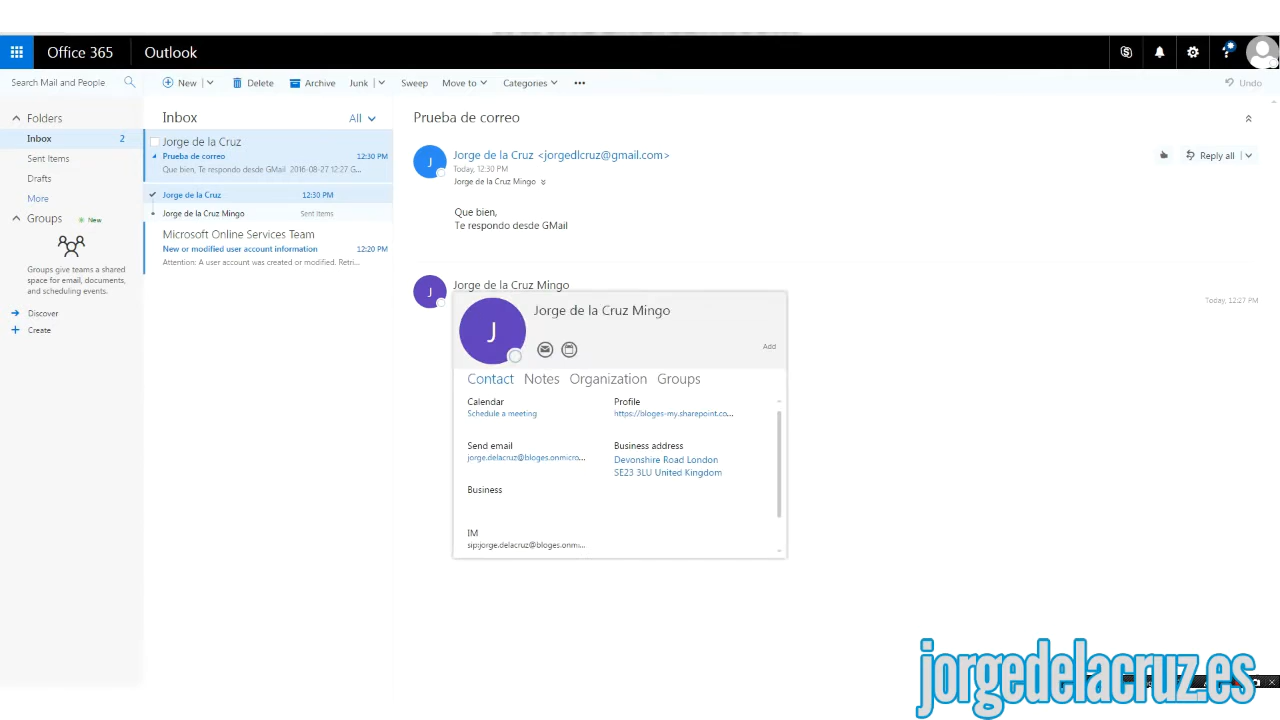 Office 365
Outlook
Search Mail and People
New
Delete
Archive
Junk
Sweep
Move to
Categories
Undo
Folders
Inbox 2
Sent Items
Drafts
More
Groups
New
Groups give teams a shared
space for email, documents,
and scheduling events.
Discover
Create
Inbox
All
Jorge de la Cruz
Prueba de correo 12:30 PM
Que bien, Te respondo desde GMail 2016-08-27 12:27 G...
Jorge de la Cruz 12:30 PM
Jorge de la Cruz Mingo Sent Items
Microsoft Online Services Team
New or modified user account information 12:20 PM
Attention: A user account was created or modified. Retri...
Prueba de correo
J
Jorge de la Cruz <jorgedlcruz@gmail.com>
Today, 12:30 PM
Jorge de la Cruz Mingo
Reply all
Que bien,
Te respondo desde GMail
J
Jorge de la Cruz Mingo
Today, 12:27 PM
J
Jorge de la Cruz Mingo
Add
Contact Notes Organization Groups
Calendar
Schedule a meeting
Profile
https://bloges-my.sharepoint.co...
Send email
jorge.delacruz@bloges.onmicro...
Business address
Devonshire Road London
SE23 3LU United Kingdom
Business
IM
sip:jorge.delacruz@bloges.onmi...
jorgedelacruz.es